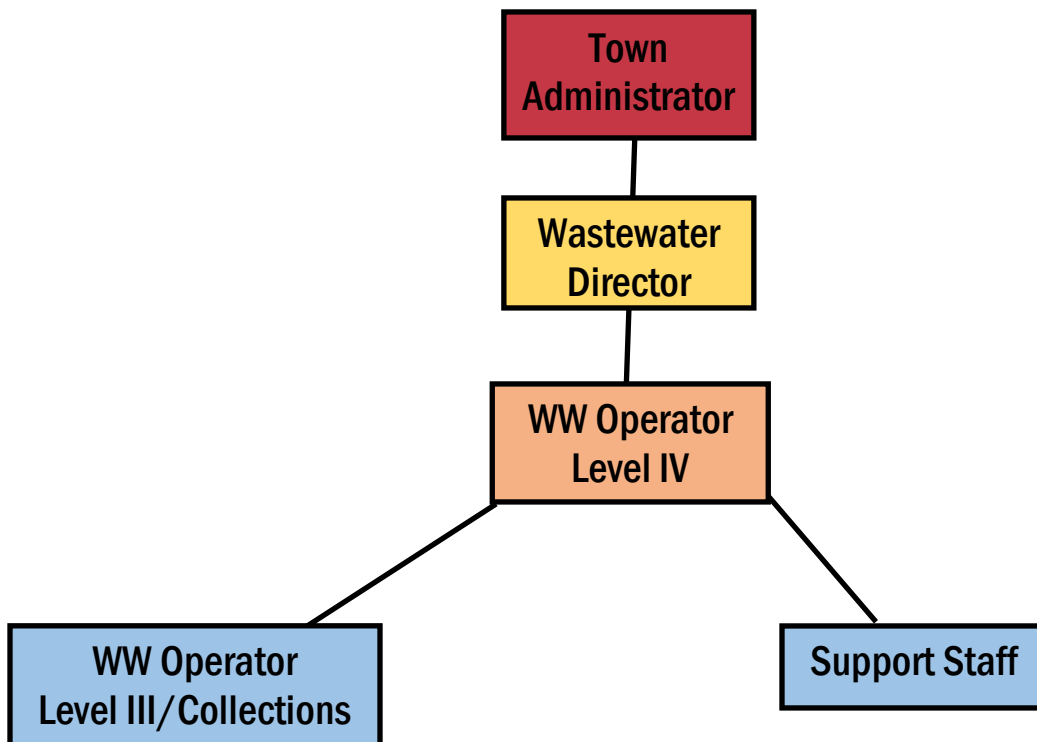 Town
Administrator
Wastewater
Director
WW Operator
Level IV
WW Operator
Level III/Collections
Support Staff